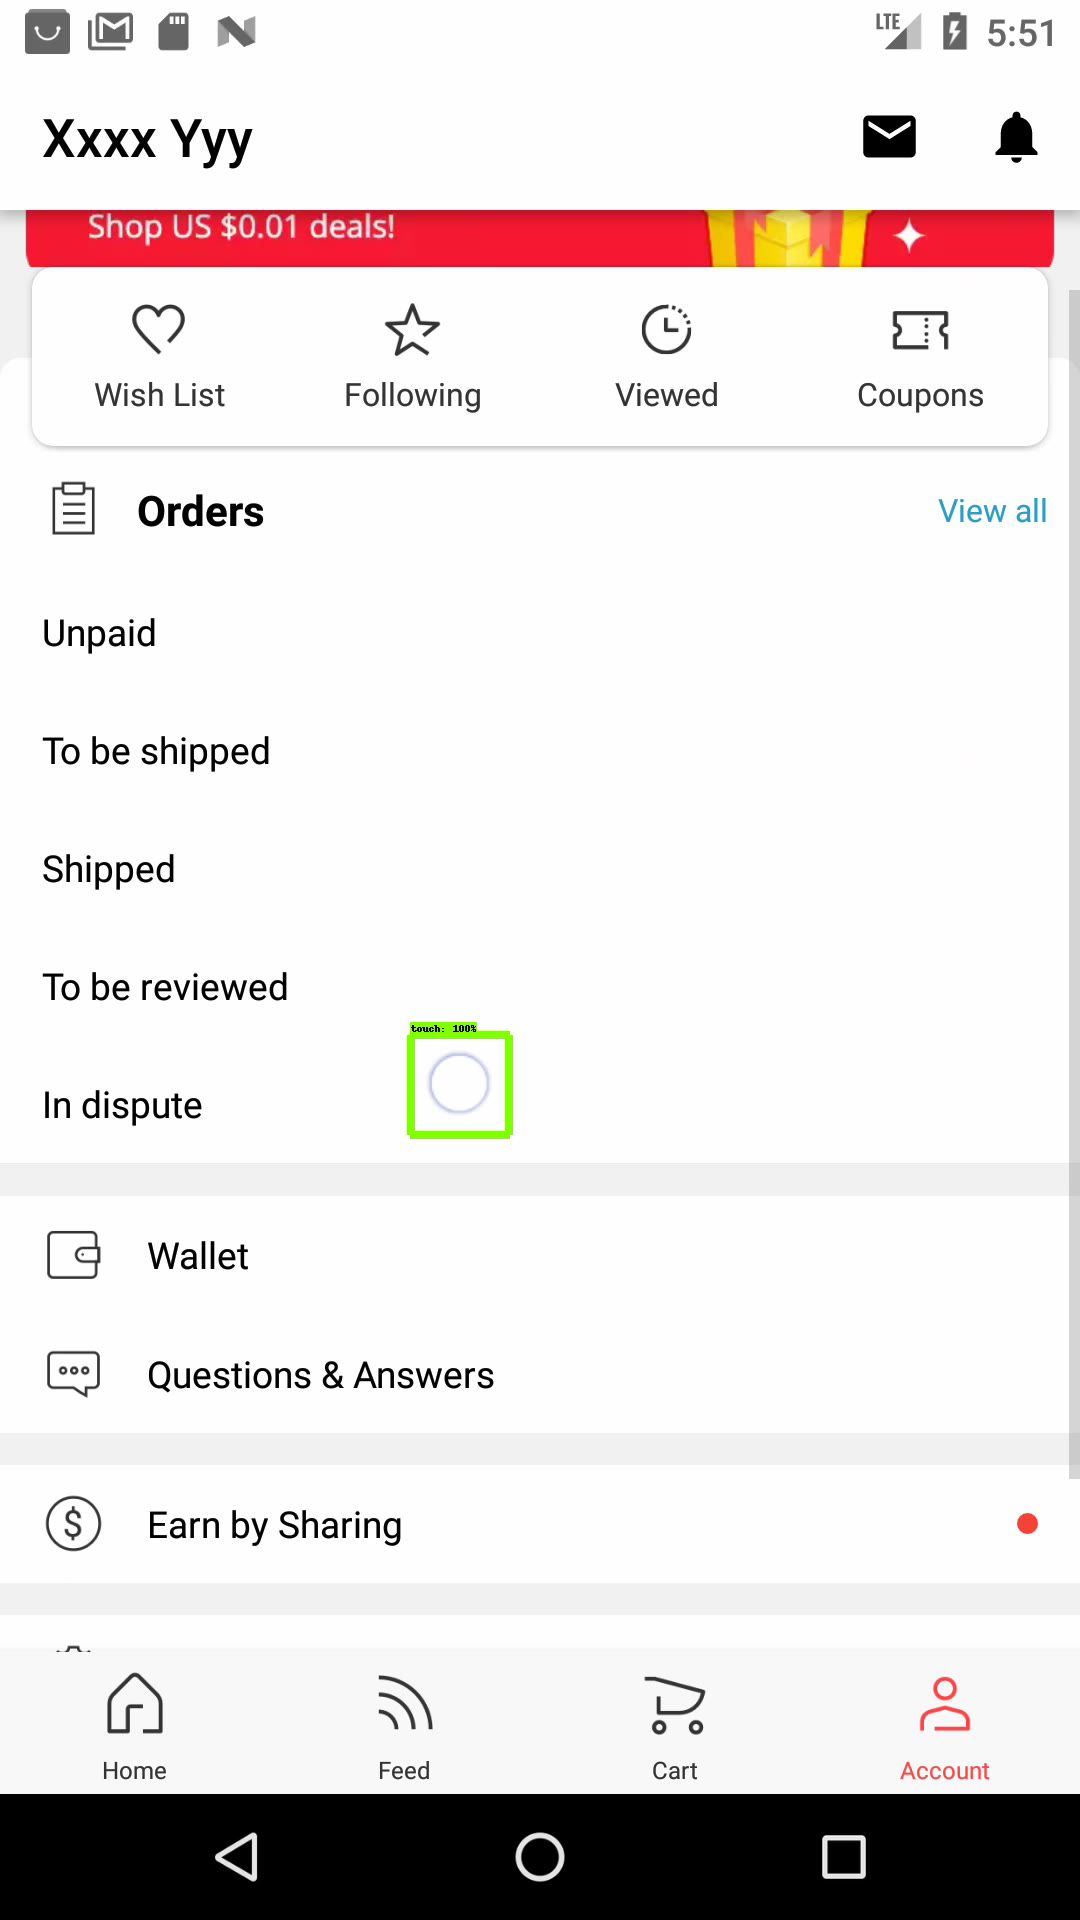 LTE 5:51
Xxxx Yyy
Shop US $0.01 deals!
Wish List Following Viewed Coupons
Orders View all
Unpaid
To be shipped
Shipped
To be reviewed
touch: 100%
In dispute
Wallet
Questions & Answers
$ Earn by Sharing
Home Feed Cart Account